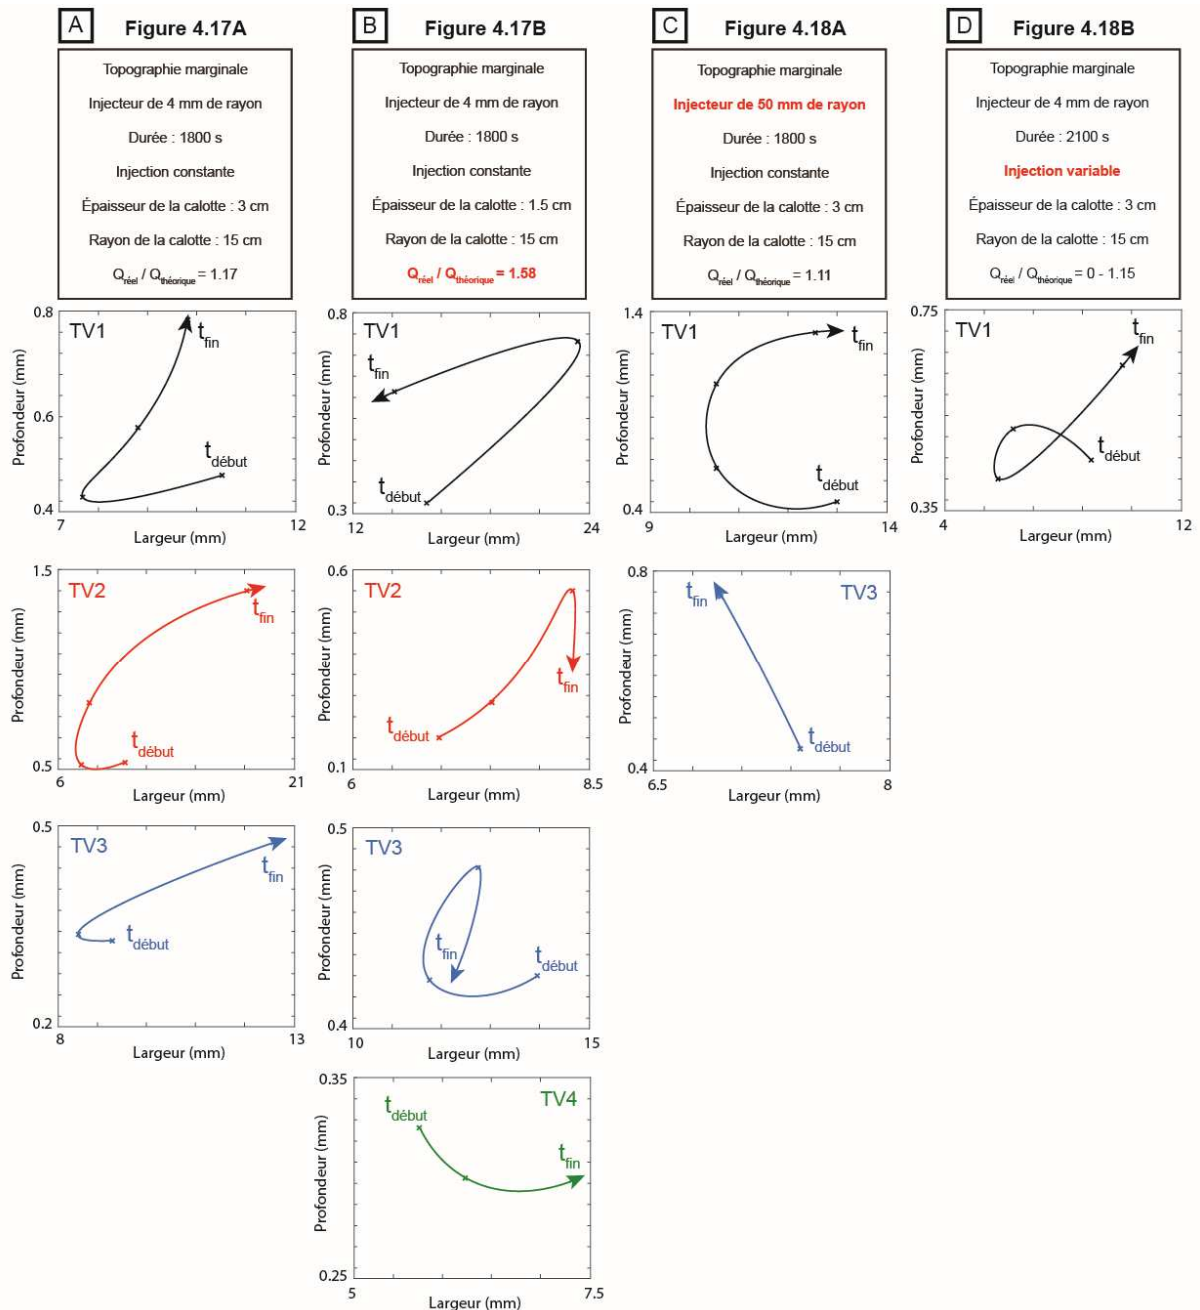 A Figure 4.17A
Topographie marginale
Injecteur de 4 mm de rayon
Durée : 1800 s
Injection constante
Épaisseur de la calotte : 3 cm
Rayon de la calotte : 15 cm
Qréel / Qthéorique = 1.17
B Figure 4.17B
Topographie marginale
Injecteur de 4 mm de rayon
Durée : 1800 s
Injection constante
Épaisseur de la calotte : 1.5 cm
Rayon de la calotte : 15 cm
Qréel / Qthéorique = 1.58
C Figure 4.18A
Topographie marginale
Injecteur de 50 mm de rayon
Durée : 1800 s
Injection constante
Épaisseur de la calotte : 3 cm
Rayon de la calotte : 15 cm
Qréel / Qthéorique = 1.11
D Figure 4.18B
Topographie marginale
Injecteur de 4 mm de rayon
Durée : 2100 s
Injection variable
Épaisseur de la calotte : 3 cm
Rayon de la calotte : 15 cm
Qréel / Qthéorique = 0 - 1.15
0.8
TV1
tfin
0.6
Profondeur (mm)
tdébut
0.4
7 12
Largeur (mm)
0.8
TV1
tfin
Profondeur (mm)
tdébut
0.3
12 24
Largeur (mm)
1.4
TV1
tfin
Profondeur (mm)
tdébut
0.4
9 14
Largeur (mm)
0.75
TV1
tfin
Profondeur (mm)
tdébut
0.35
4 12
Largeur (mm)
1.5
TV2
tfin
Profondeur (mm)
tdébut
0.5
6 21
Largeur (mm)
0.6
TV2
Profondeur (mm)
tfin
tdébut
0.1
6 8.5
Largeur (mm)
0.8
tfin
TV3
Profondeur (mm)
tdébut
0.4
6.5 8
Largeur (mm)
0.5
TV3
tfin
Profondeur (mm)
tdébut
0.2
8 13
Largeur (mm)
0.5
TV3
Profondeur (mm)
tfin
tdébut
0.4
10 15
Largeur (mm)
0.35
TV4
tdébut
Profondeur (mm)
tfin
0.25
5 7.5
Largeur (mm)